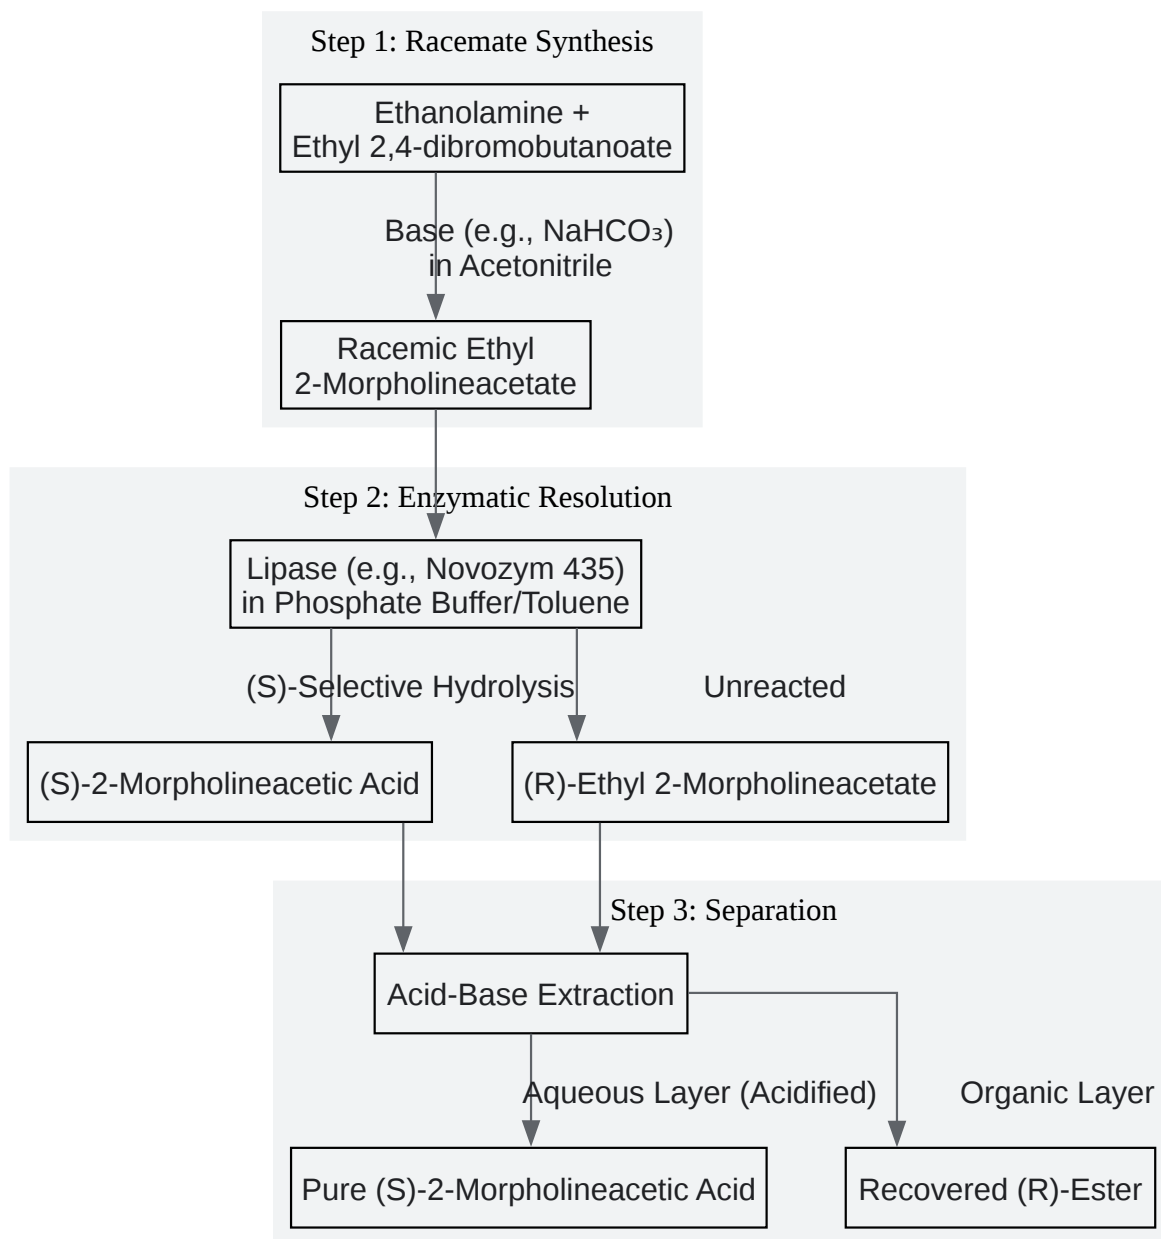 Step 1: Racemate Synthesis
Ethanolamine +
Ethyl 2,4-dibromobutanoate
Base (e.g., NaHCO₃)
in Acetonitrile
Racemic Ethyl
2-Morpholineacetate
Step 2: Enzymatic Resolution
Lipase (e.g., Novozym 435)
in Phosphate Buffer/Toluene
(S)-Selective Hydrolysis
Unreacted
(S)-2-Morpholineacetic Acid
(R)-Ethyl 2-Morpholineacetate
Step 3: Separation
Acid-Base Extraction
Aqueous Layer (Acidified)
Organic Layer
Pure (S)-2-Morpholineacetic Acid
Recovered (R)-Ester